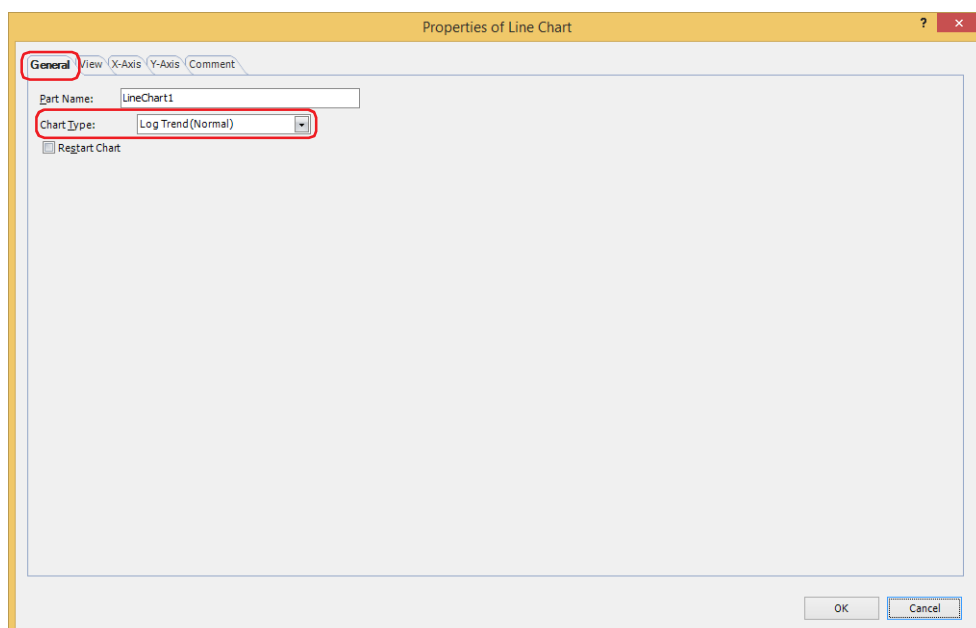 Properties of Line Chart ? ×
General View X-Axis Y-Axis Comment
Part Name: LineChart1
Chart Type: Log Trend(Normal)
Restart Chart
OK Cancel